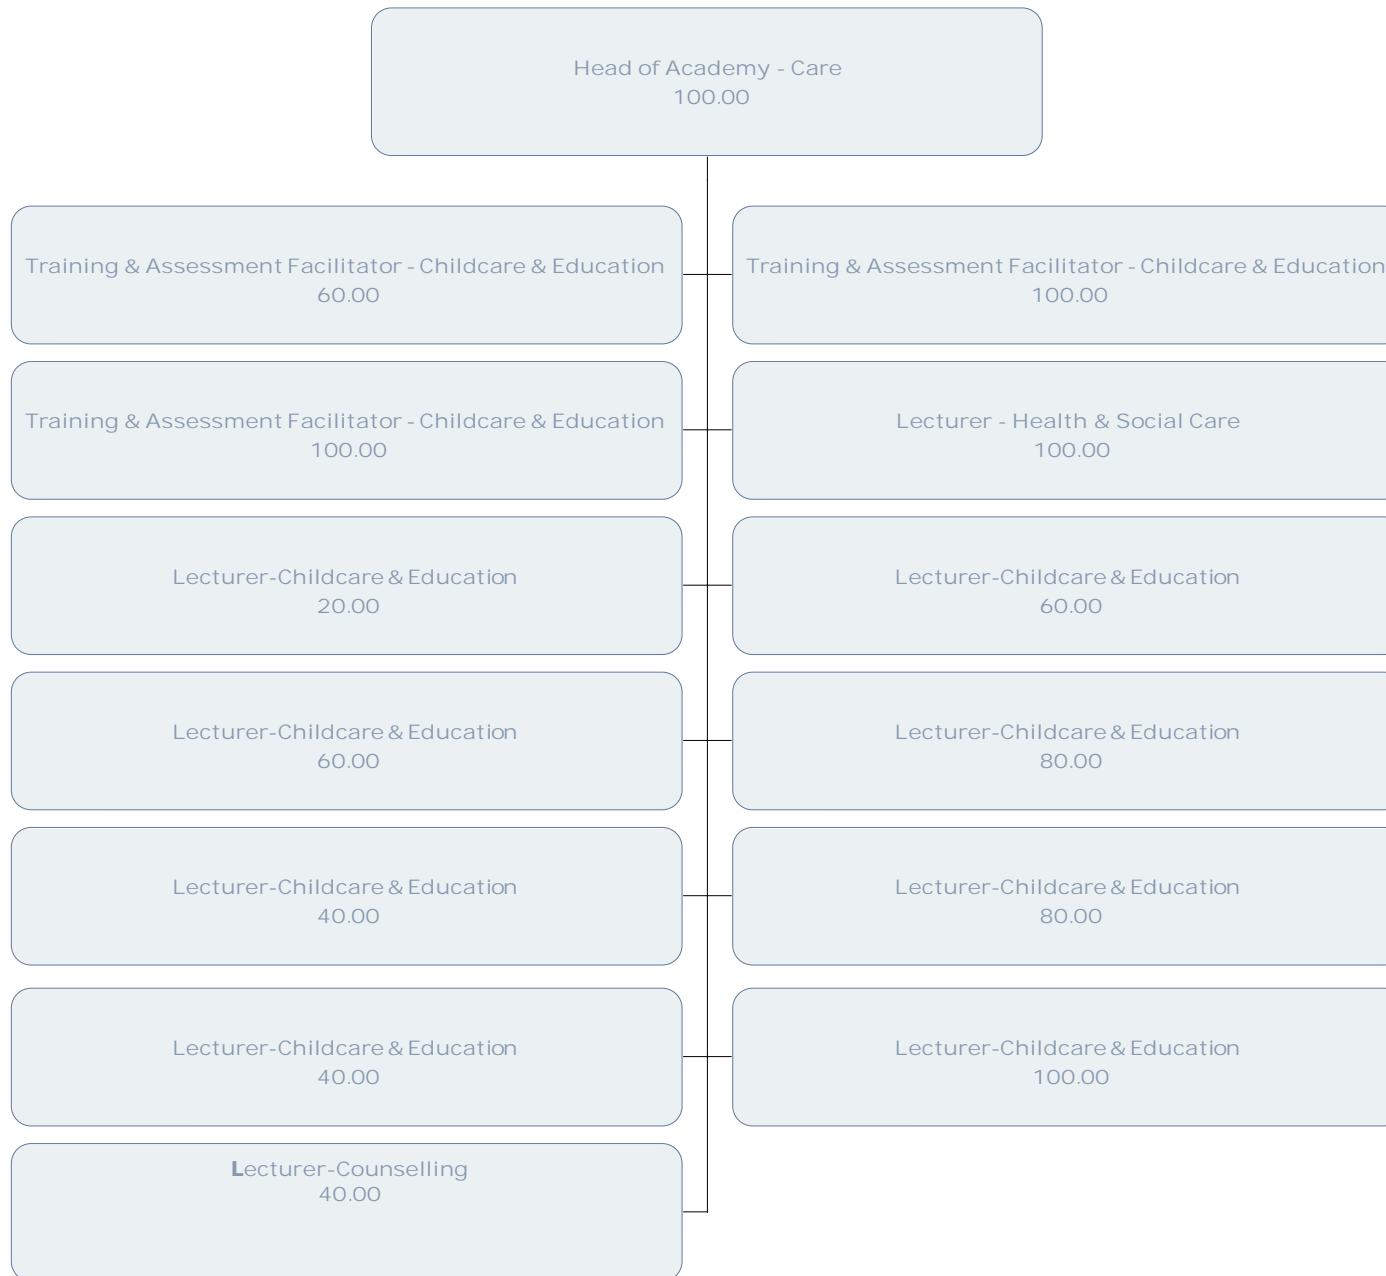 Head of Academy - Care
100.00
Training & Assessment Facilitator - Childcare & Education
60.00
Training & Assessment Facilitator - Childcare & Education
100.00
Training & Assessment Facilitator - Childcare & Education
100.00
Lecturer - Health & Social Care
100.00
Lecturer-Childcare & Education
20.00
Lecturer-Childcare & Education
60.00
Lecturer-Childcare & Education
60.00
Lecturer-Childcare & Education
80.00
Lecturer-Childcare & Education
40.00
Lecturer-Childcare & Education
80.00
Lecturer-Childcare & Education
40.00
Lecturer-Childcare & Education
100.00
Lecturer-Counselling
40.00